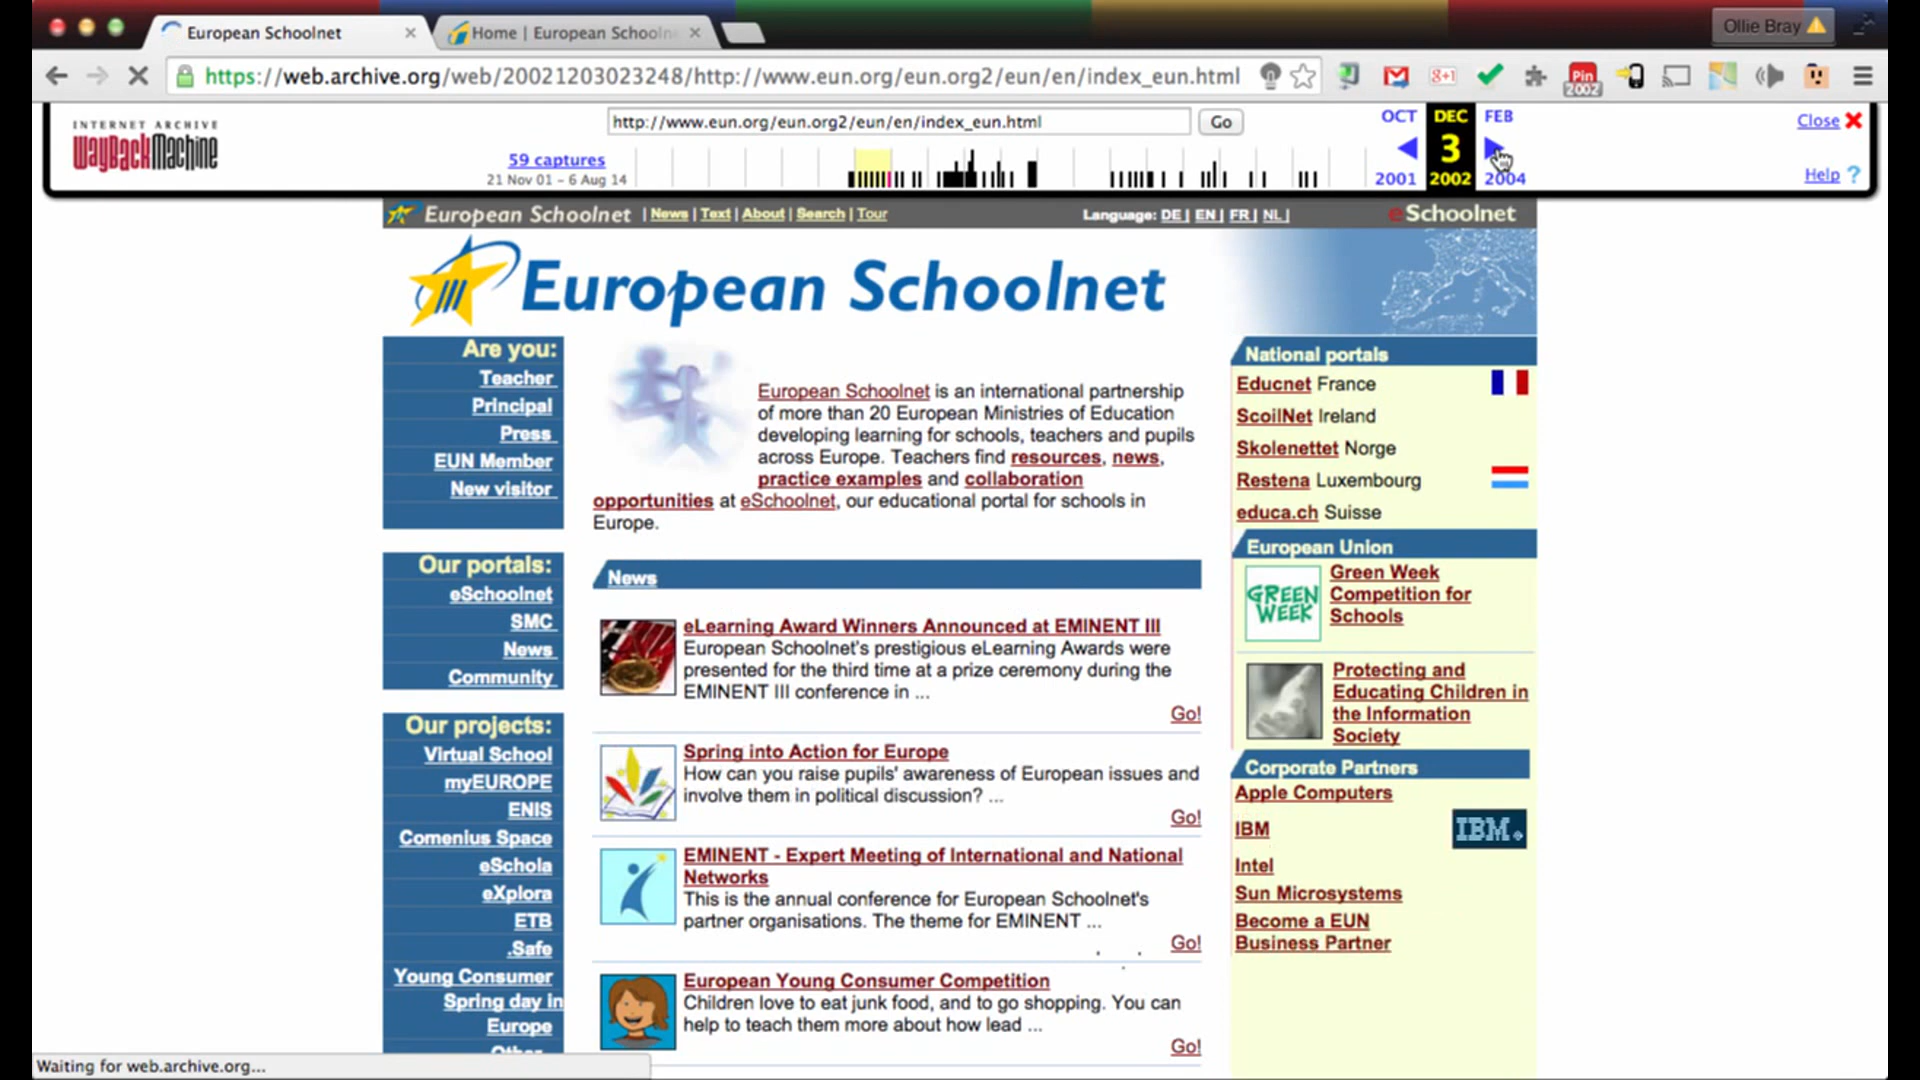 European Schoolnet
Home | European Schooln
Ollie Bray
https://web.archive.org/web/20021203023248/http://www.eun.org/eun.org2/eun/en/index_eun.html
g+1
Pin
2002
INTERNET ARCHIVE
WayBackMachine
http://www.eun.org/eun.org2/eun/en/index_eun.html
Go
59 captures
21 Nov 01 - 6 Aug 14
OCT DEC FEB
3
2001 2002 2004
Close
Help ?
European Schoolnet | News | Text | About | Search | Tour
Language: DE | EN | FR | NL |
eSchoolnet
European Schoolnet
Are you:
Teacher
Principal
Press
EUN Member
New visitor
Our portals:
eSchoolnet
SMC
News
Community
Our projects:
Virtual School
myEUROPE
ENIS
Comenius Space
eSchola
eXplora
ETB
.Safe
Young Consumer
Spring day in
Europe
Other
European Schoolnet is an international partnership
of more than 20 European Ministries of Education
developing learning for schools, teachers and pupils
across Europe. Teachers find resources, news,
practice examples and collaboration
opportunities at eSchoolnet, our educational portal for schools in
Europe.
News
eLearning Award Winners Announced at EMINENT III
European Schoolnet's prestigious eLearning Awards were
presented for the third time at a prize ceremony during the
EMINENT III conference in ...
Go!
Spring into Action for Europe
How can you raise pupils' awareness of European issues and
involve them in political discussion? ...
Go!
EMINENT - Expert Meeting of International and National
Networks
This is the annual conference for European Schoolnet's
partner organisations. The theme for EMINENT ...
Go!
European Young Consumer Competition
Children love to eat junk food, and to go shopping. You can
help to teach them more about how lead ...
Go!
National portals
Educnet France
ScoilNet Ireland
Skolenettet Norge
Restena Luxembourg
educa.ch Suisse
European Union
GREEN
WEEK
Green Week
Competition for
Schools
Protecting and
Educating Children in
the Information
Society
Corporate Partners
Apple Computers
IBM
IBM.
Intel
Sun Microsystems
Become a EUN
Business Partner
Waiting for web.archive.org...